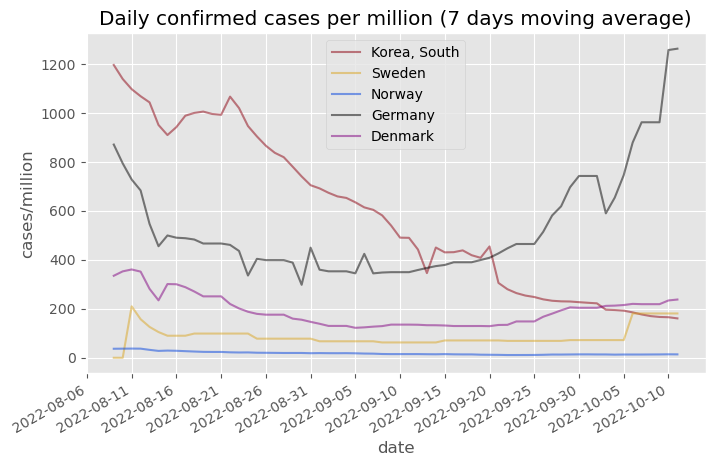 Daily confirmed cases per million (7 days moving average)
Korea, South
Sweden
Norway
Germany
Denmark
1200
1000
800
600
400
200
0
cases/million
2022-08-06
2022-08-11
2022-08-16
2022-08-21
2022-08-26
2022-08-31
2022-09-05
2022-09-10
2022-09-15
2022-09-20
2022-09-25
2022-09-30
2022-10-05
2022-10-10
date